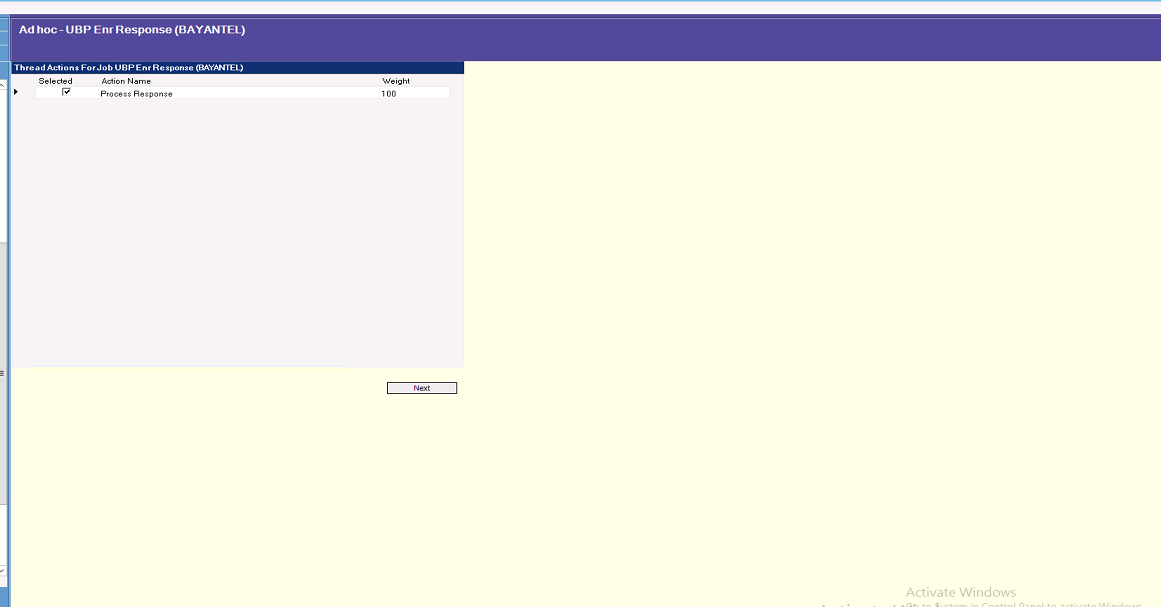 Ad hoc - UBP Enr Response (BAYANTEL)
Thread Actions For Job UBP Enr Response (BAYANTEL)
Selected Action Name Weight
Process Response 100
Next
Activate Windows
Go to System in Control Panel to activate Windows.